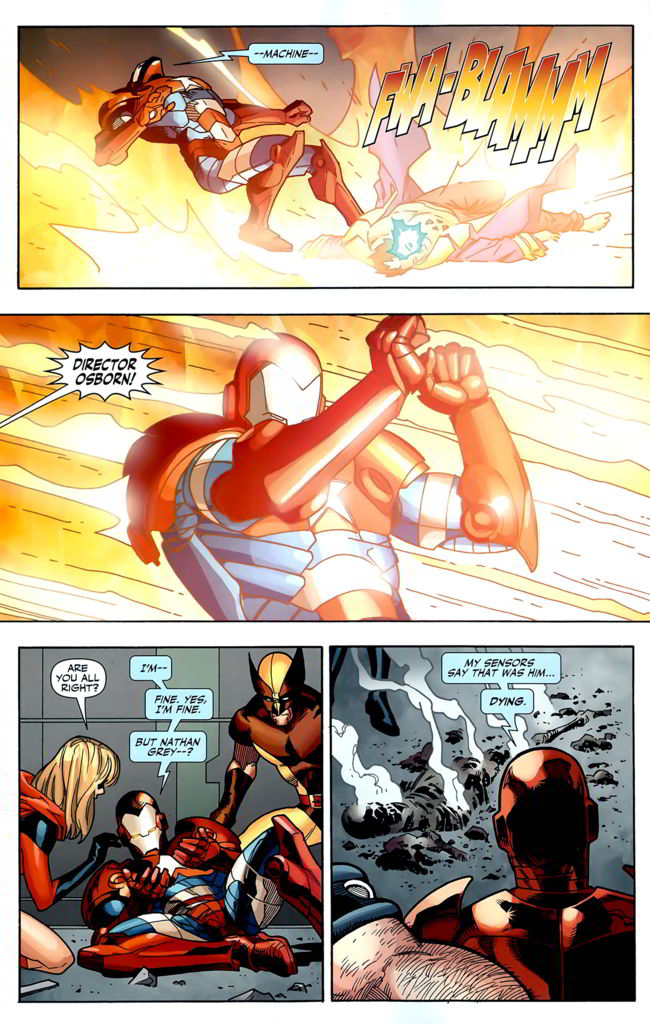 --MACHINE--
FWA-BLAMMM
DIRECTOR
OSBORN!
ARE
YOU ALL
RIGHT?
I'M--
FINE. YES,
I'M FINE.
BUT NATHAN
GREY--?
MY SENSORS
SAY THAT WAS HIM...
DYING.